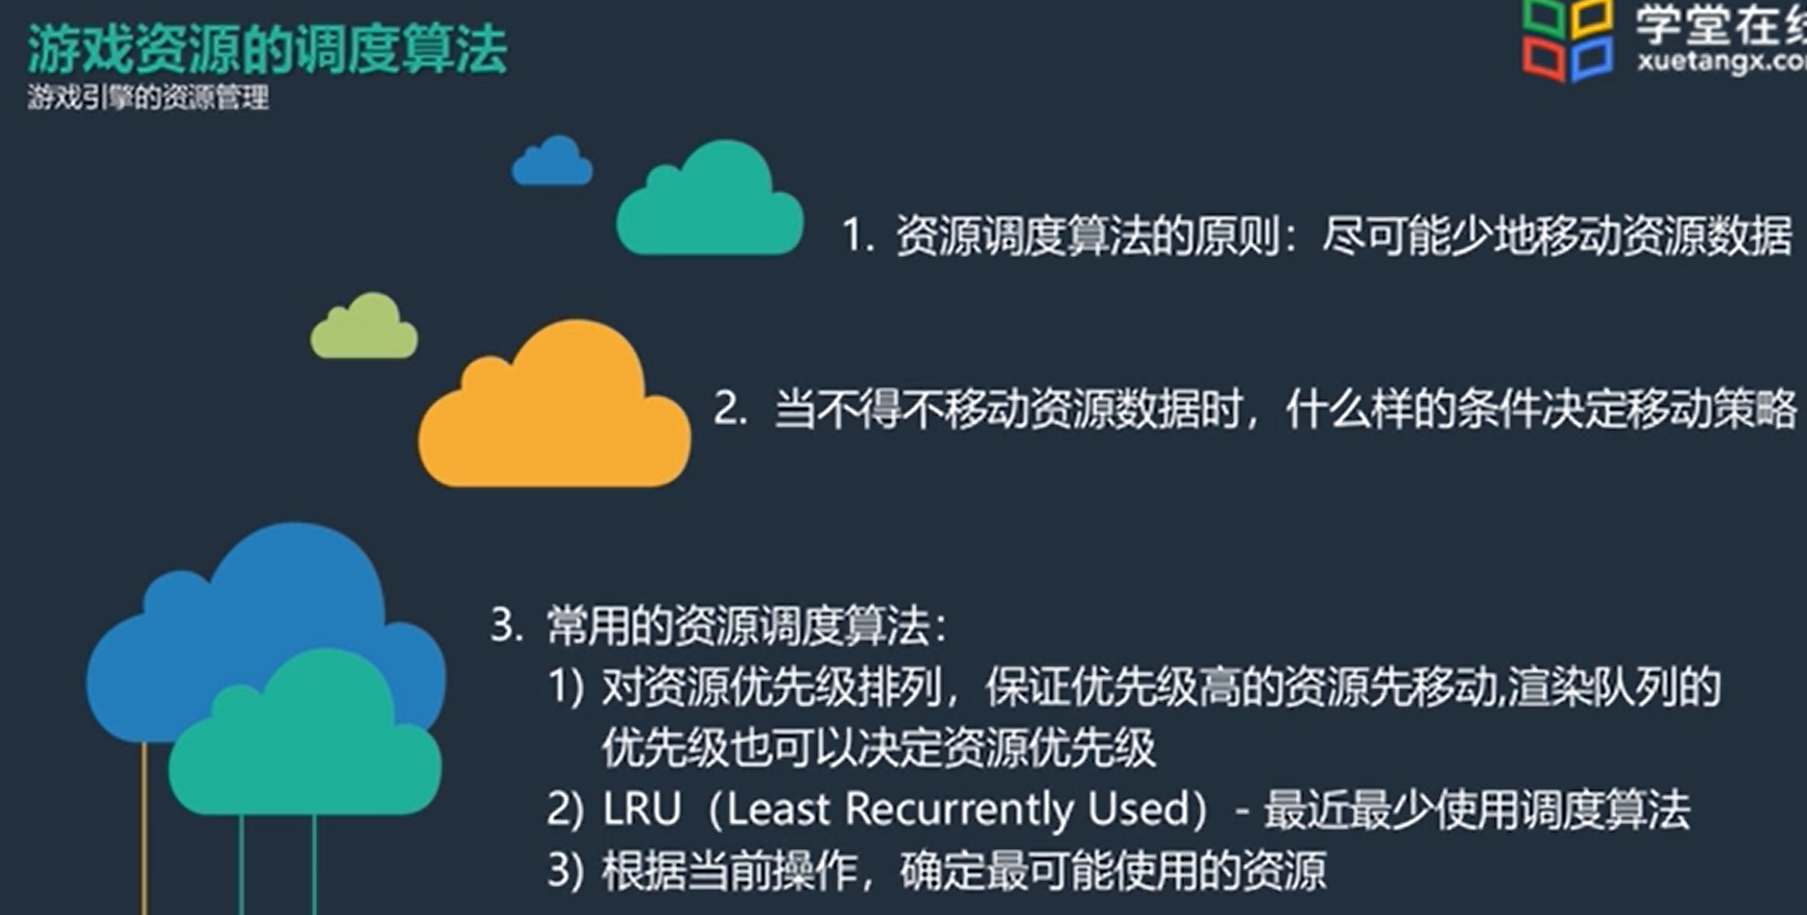 游戏资源的调度算法
游戏引擎的资源管理
学堂在线
xuetangx.com
1. 资源调度算法的原则：尽可能少地移动资源数据
2. 当不得不移动资源数据时，什么样的条件决定移动策略
3. 常用的资源调度算法：
1) 对资源优先级排列，保证优先级高的资源先移动,渲染队列的
优先级也可以决定资源优先级
2) LRU（Least Recurrently Used）- 最近最少使用调度算法
3) 根据当前操作，确定最可能使用的资源